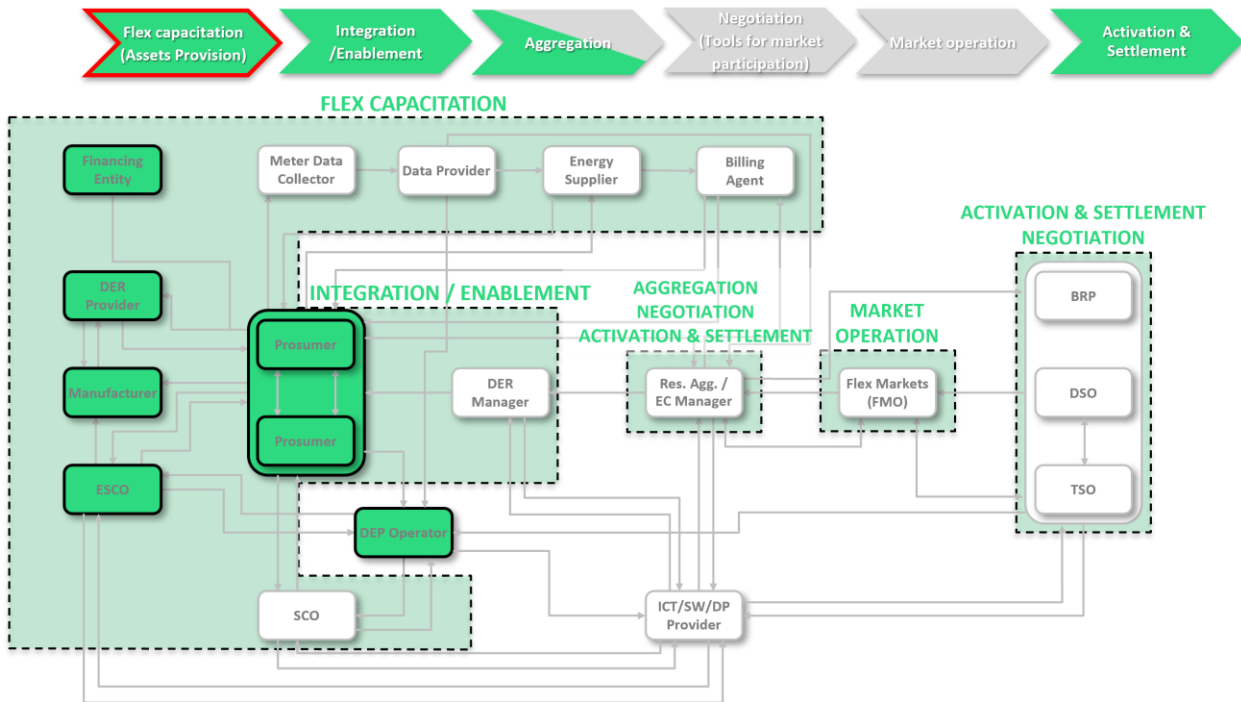 Flex capacitation
(Assets Provision)
Integration
/Enablement
Aggregation
Negotiation
(Tools for market
participation)
Market operation
Activation &
Settlement
FLEX CAPACITATION
Financing
Entity
Meter Data
Collector
Data Provider
Energy
Supplier
Billing
Agent
ACTIVATION & SETTLEMENT
NEGOTIATION
DER
Provider
INTEGRATION / ENABLEMENT
AGGREGATION
NEGOTIATION
ACTIVATION & SETTLEMENT
MARKET
OPERATION
BRP
Prosumer
Manufacturer
DER
Manager
Res. Agg. /
EC Manager
Flex Markets
(FMO)
DSO
Prosumer
ESCO
TSO
DEP Operator
SCO
ICT/SW/DP
Provider